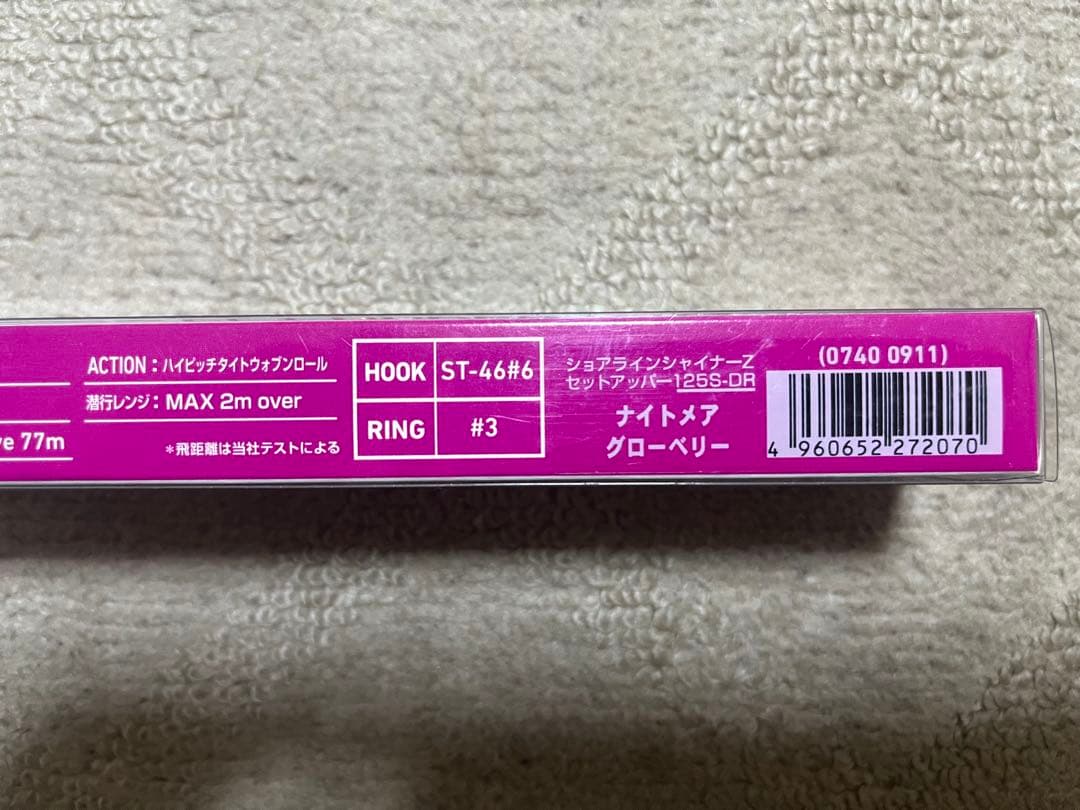 ve 77m
ACTION：ハイピッチタイトウォブンロール
潜行レンジ：MAX 2m over
＊飛距離は当社テストによる
HOOK ST-46#6
RING #3
ショアラインシャイナーZ
セットアッパー125S-DR
ナイトメア
グローベリー
(0740 0911)
4 960652 272070